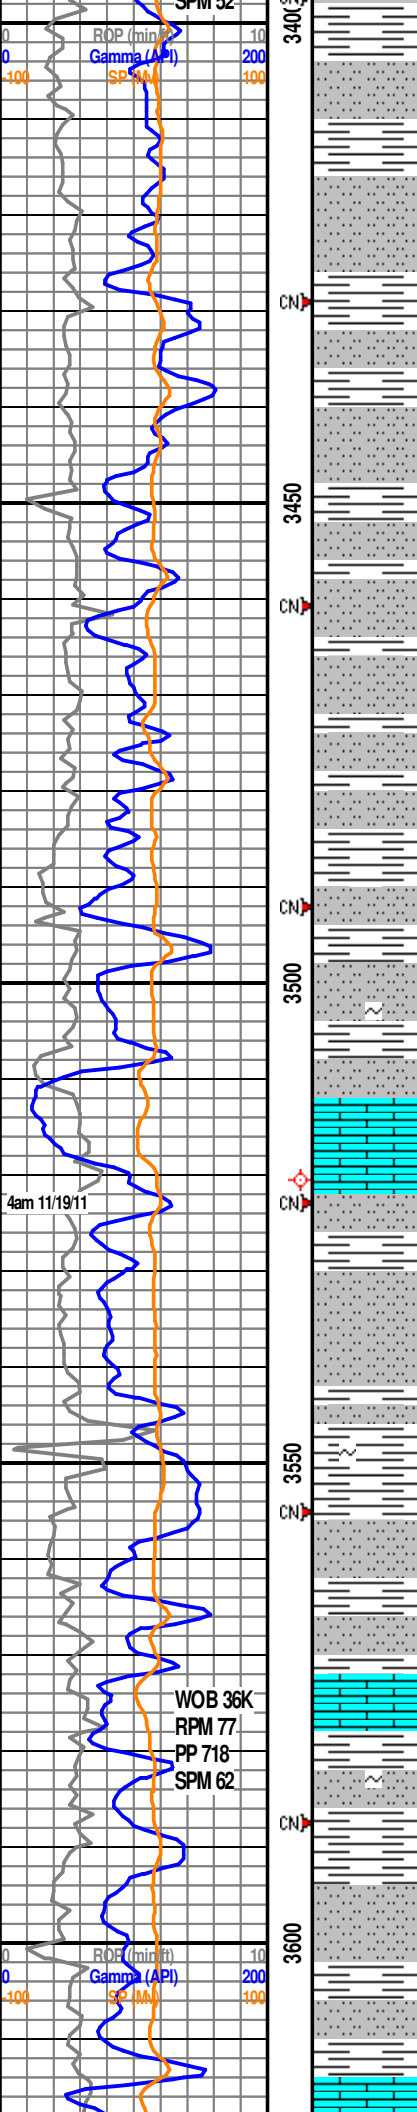 SPM 52
3400
0 ROP (min/ft) 10
0 Gamma (API) 200
-100 SP (Mv) 100
CN
3450
CN
CN
3500
4am 11/19/11
CN
3550
CN
WOB 36K
RPM 77
PP 718
SPM 62
CN
3600
0 ROP (min/ft) 10
0 Gamma (API) 200
-100 SP (Mv) 100